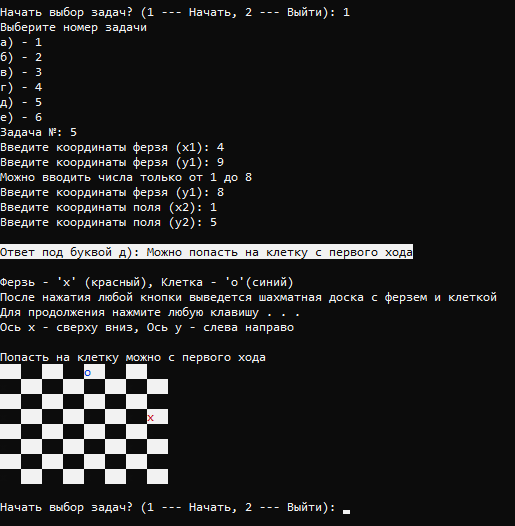 Начать выбор задач? (1 --- Начать, 2 --- Выйти): 1
Выберите номер задачи
а) - 1
б) - 2
в) - 3
г) - 4
д) - 5
е) - 6
Задача №: 5
Введите координаты ферзя (x1): 4
Введите координаты ферзя (y1): 9
Можно вводить числа только от 1 до 8
Введите координаты ферзя (y1): 8
Введите координаты поля (x2): 1
Введите координаты поля (y2): 5
Ответ под буквой д): Можно попасть на клетку с первого хода
Ферзь - 'x' (красный), Клетка - 'o'(синий)
После нажатия любой кнопки выведется шахматная доска с ферзем и клеткой
Для продолжения нажмите любую клавишу . . .
Ось x - сверху вниз, Ось y - слева направо
Попасть на клетку можно с первого хода
o
x
Начать выбор задач? (1 --- Начать, 2 --- Выйти):